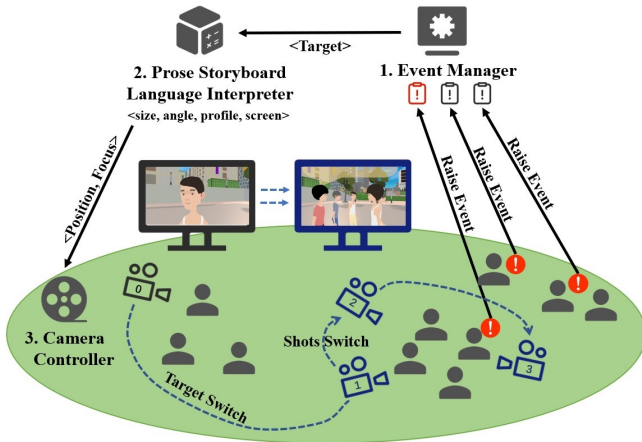 <Target>
1. Event Manager
2. Prose Storyboard
Language Interpreter
<size, angle, profile, screen>
<Position, Focus>
Raise Event
Raise Event
Raise Event
3. Camera
Controller
0
Target Switch
Shots Switch
1
2
3